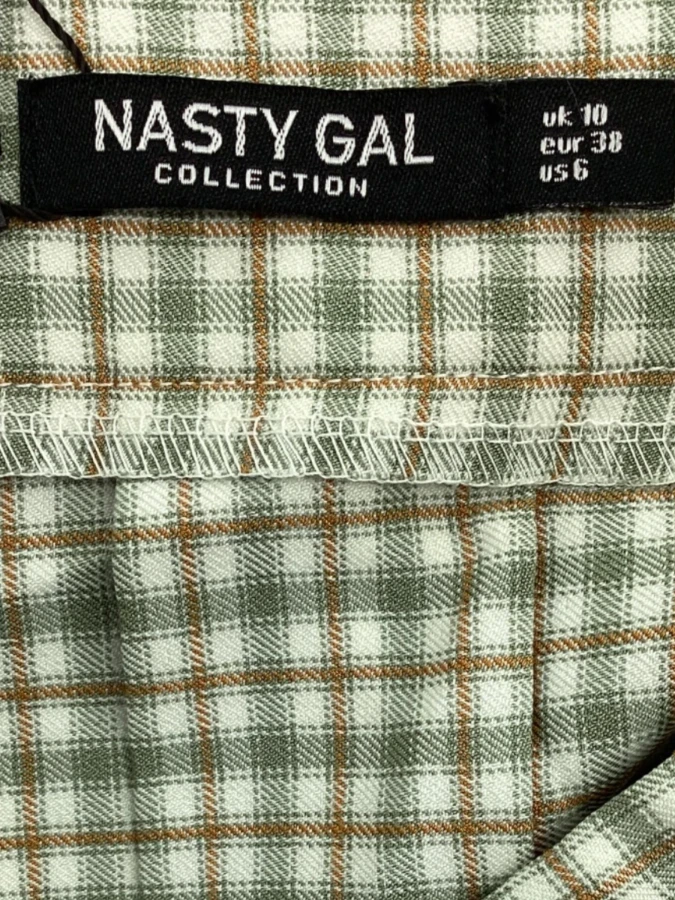 NASTY GAL
COLLECTION
uk 10
eur 38
us 6